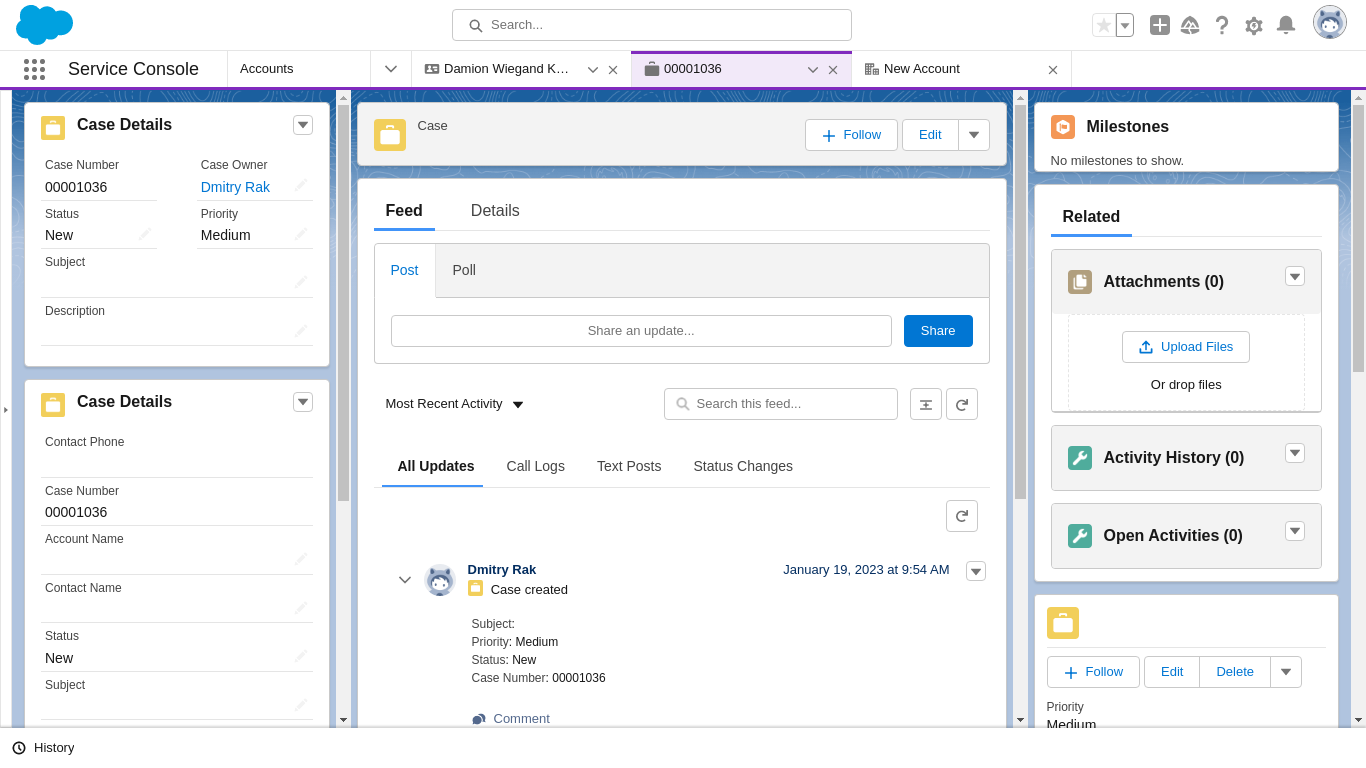 Search...
Service Console
Accounts
Damion Wiegand K...
00001036
New Account
Case Details
Case Number
Case Owner
00001036
Dmitry Rak
Status
Priority
New
Medium
Subject
Description
Case Details
Contact Phone
Case Number
00001036
Account Name
Contact Name
Status
New
Subject
Case
Follow
Edit
Feed
Details
Post
Poll
Share an update...
Share
Most Recent Activity
Search this feed...
All Updates
Call Logs
Text Posts
Status Changes
Dmitry Rak
January 19, 2023 at 9:54 AM
Case created
Subject:
Priority: Medium
Status: New
Case Number: 00001036
Comment
Milestones
No milestones to show.
Related
Attachments (0)
Upload Files
Or drop files
Activity History (0)
Open Activities (0)
Follow
Edit
Delete
Priority
Medium
History